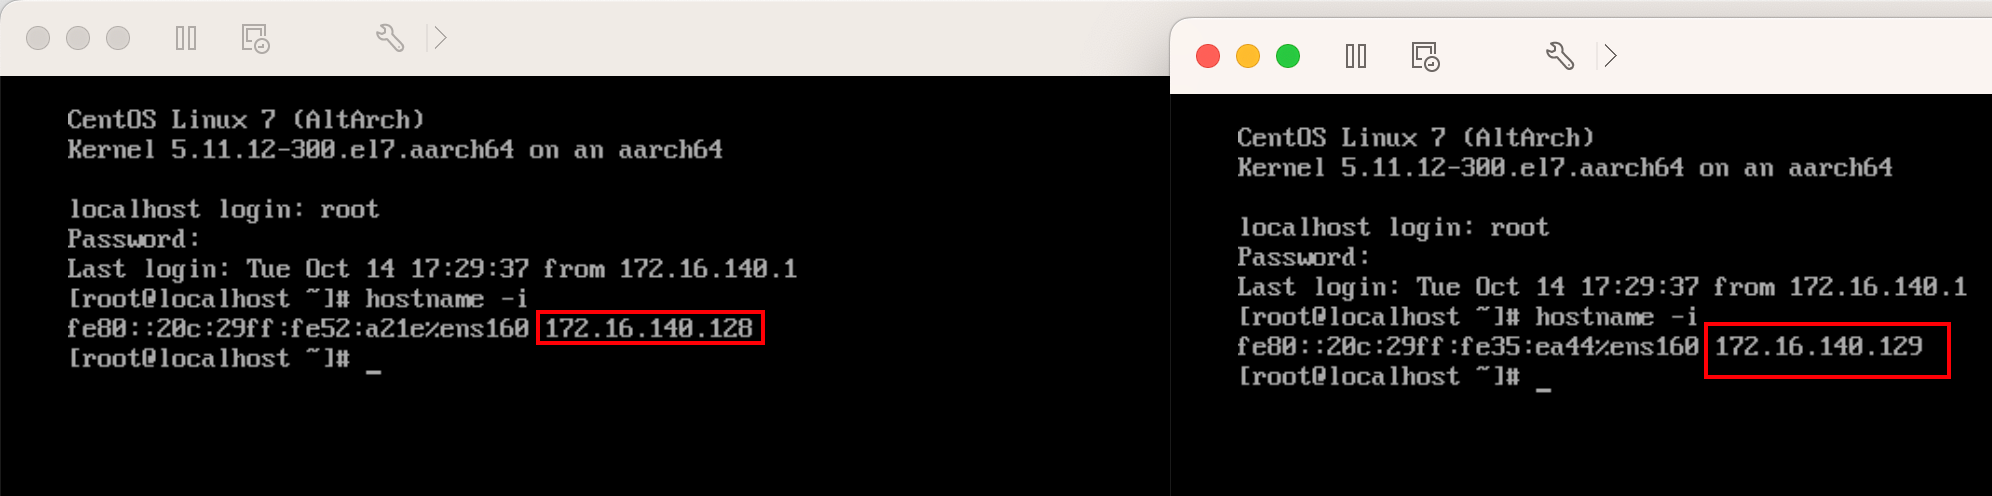 CentOS Linux 7 (AltArch)
Kernel 5.11.12-300.el7.aarch64 on an aarch64
localhost login: root
Password:
Last login: Tue Oct 14 17:29:37 from 172.16.140.1
[root@localhost ~]# hostname -i
fe80::20c:29ff:fe52:a21e%ens160 172.16.140.128
[root@localhost ~]# _
CentOS Linux 7 (AltArch)
Kernel 5.11.12-300.el7.aarch64 on an aarch64
localhost login: root
Password:
Last login: Tue Oct 14 17:29:37 from 172.16.140.1
[root@localhost ~]# hostname -i
fe80::20c:29ff:fe35:ea44%ens160 172.16.140.129
[root@localhost ~]# _